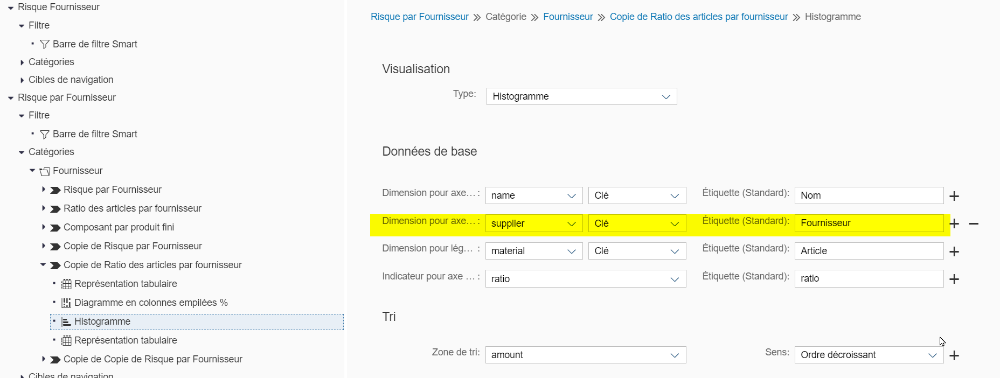 Risque Fournisseur
Filtre
Barre de filtre Smart
Catégories
Cibles de navigation
Risque par Fournisseur
Filtre
Barre de filtre Smart
Catégories
Fournisseur
Risque par Fournisseur
Ratio des articles par fournisseur
Composant par produit fini
Copie de Risque par Fournisseur
Copie de Ratio des articles par fournisseur
Représentation tabulaire
Diagramme en colonnes empilées %
Histogramme
Représentation tabulaire
Copie de Copie de Risque par Fournisseur
Cibles de navigation
Risque par Fournisseur >> Catégorie >> Fournisseur >> Copie de Ratio des articles par fournisseur >> Histogramme
Visualisation
Type: Histogramme
Données de base
Dimension pour axe... : name Clé Étiquette (Standard): Nom +
Dimension pour axe... : supplier Clé Étiquette (Standard): Fournisseur + −
Dimension pour lég... : material Clé Étiquette (Standard): Article +
Indicateur pour axe ... : ratio Étiquette (Standard): ratio +
Tri
Zone de tri: amount Sens: Ordre décroissant +